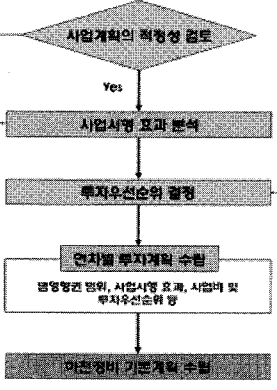 사업계획의 적정성 검토
Yes
사업시행 효과 분석
투자우선순위 결정
연차별 투자계획 수립
범위, 사업시행 효과, 사업비 및
투자우선순위 등
하천정비 기본계획 수립